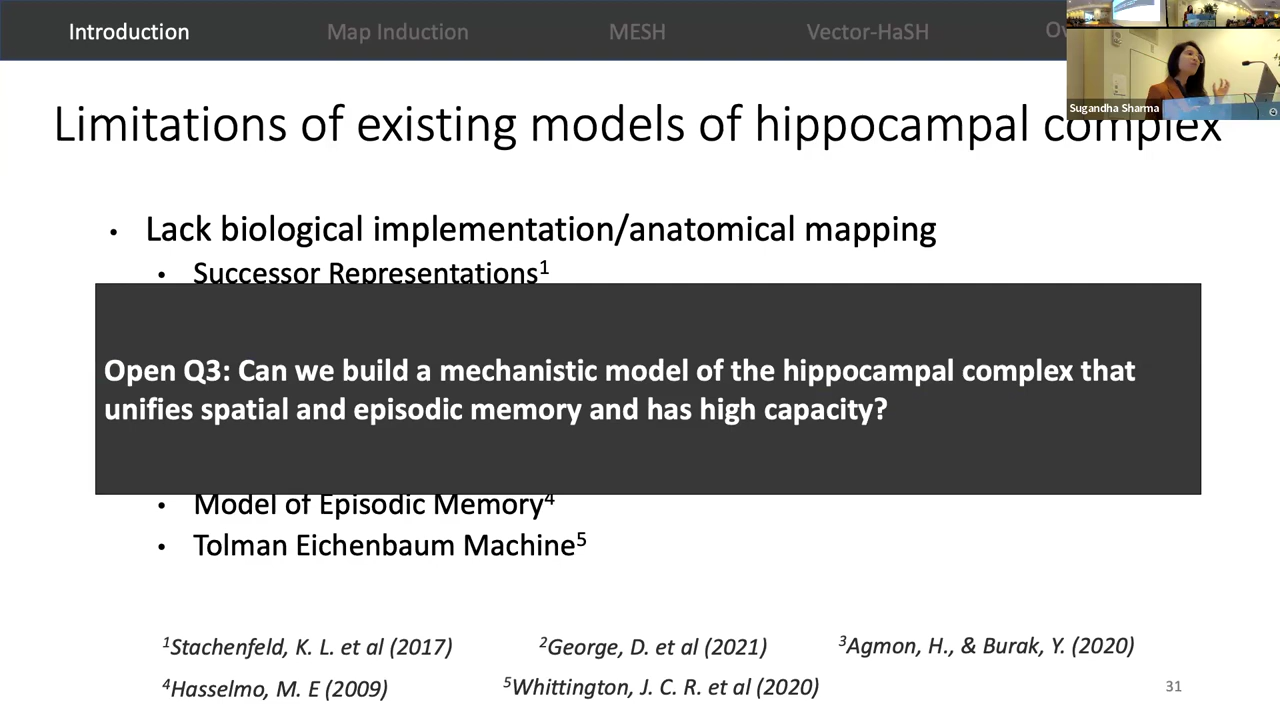 Introduction
Map Induction
MESH
Vector-HaSH
Sugandha Sharma
Limitations of existing models of hippocampal complex
• Lack biological implementation/anatomical mapping
• Successor Representations1
Open Q3: Can we build a mechanistic model of the hippocampal complex that
unifies spatial and episodic memory and has high capacity?
• Model of Episodic Memory4
• Tolman Eichenbaum Machine5
1Stachenfeld, K. L. et al (2017) 2George, D. et al (2021) 3Agmon, H., & Burak, Y. (2020)
4Hasselmo, M. E (2009) 5Whittington, J. C. R. et al (2020)
31